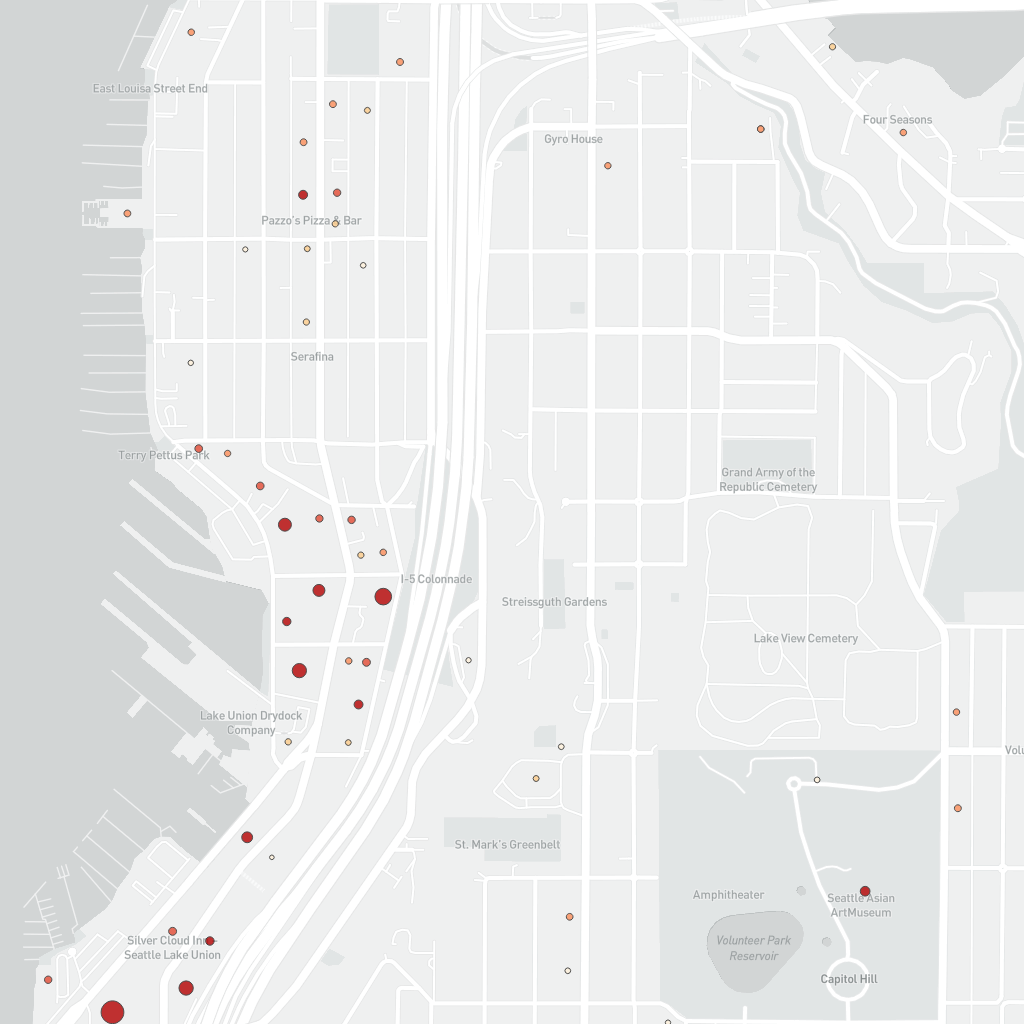 East Louisa Street End
Four Seasons
Gyro House
Pazzo's Pizza & Bar
Serafina
Terry Pettus Park
Grand Army of the
Republic Cemetery
I-5 Colonnade
Streissguth Gardens
Lake View Cemetery
Lake Union Drydock
Company
Volu
St. Mark's Greenbelt
Amphitheater
Seattle Asian
ArtMuseum
Silver Cloud Inn-
Seattle Lake Union
Volunteer Park
Reservoir
Capitol Hill